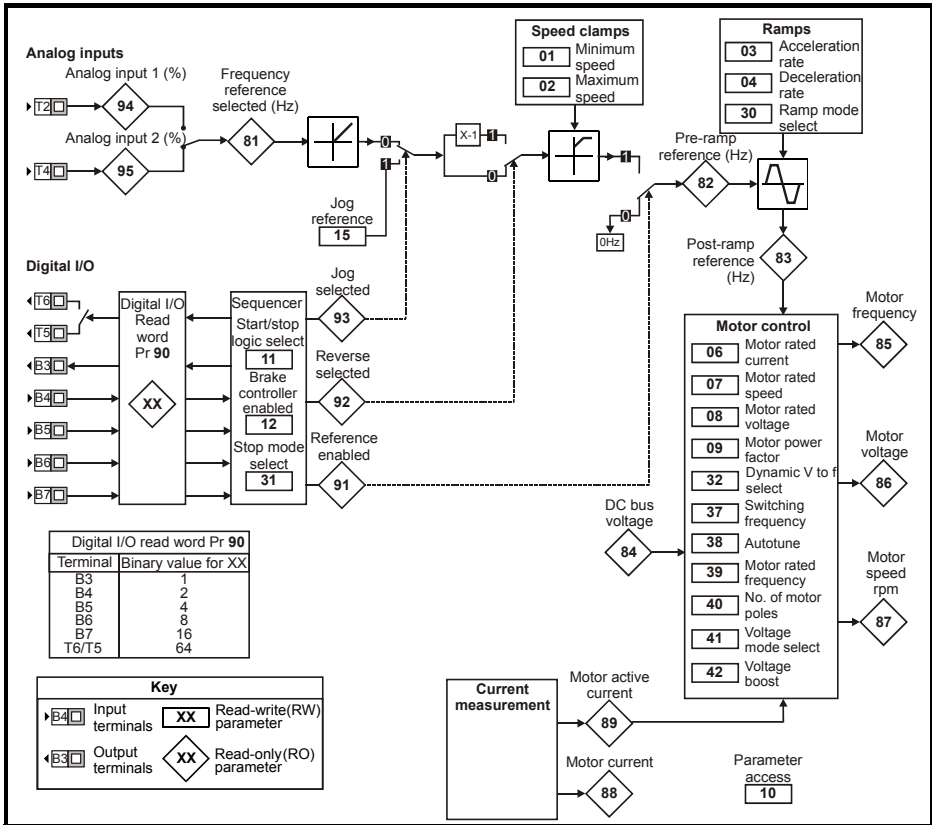 Analog inputs
Analog input 1 (%)
T2
94
Analog input 2 (%)
T4
95
Frequency
reference
selected (Hz)
81
0
1
Jog
reference
15
X-1
1
0
Speed clamps
01 Minimum
speed
02 Maximum
speed
1
0
0Hz
Pre-ramp
reference (Hz)
82
Ramps
03 Acceleration
rate
04 Deceleration
rate
30 Ramp mode
select
Post-ramp
reference
(Hz)
83
Digital I/O
T6
T5
B3
B4
B5
B6
B7
Digital I/O
Read
word
Pr 90
XX
Sequencer
Start/stop
logic select
11
Brake
controller
enabled
12
Stop mode
select
31
Jog
selected
93
Reverse
selected
92
Reference
enabled
91
DC bus
voltage
84
Motor control
06 Motor rated
current
07 Motor rated
speed
08 Motor rated
voltage
09 Motor power
factor
32 Dynamic V to f
select
37 Switching
frequency
38 Autotune
39 Motor rated
frequency
40 No. of motor
poles
41 Voltage
mode select
42 Voltage
boost
Motor
frequency
85
Motor
voltage
86
Motor
speed
rpm
87
Digital I/O read word Pr 90
Terminal Binary value for XX
B3 1
B4 2
B5 4
B6 8
B7 16
T6/T5 64
Key
B4 Input
terminals
XX Read-write(RW)
parameter
B3 Output
terminals
XX Read-only(RO)
parameter
Current
measurement
Motor active
current
89
Motor current
88
Parameter
access
10